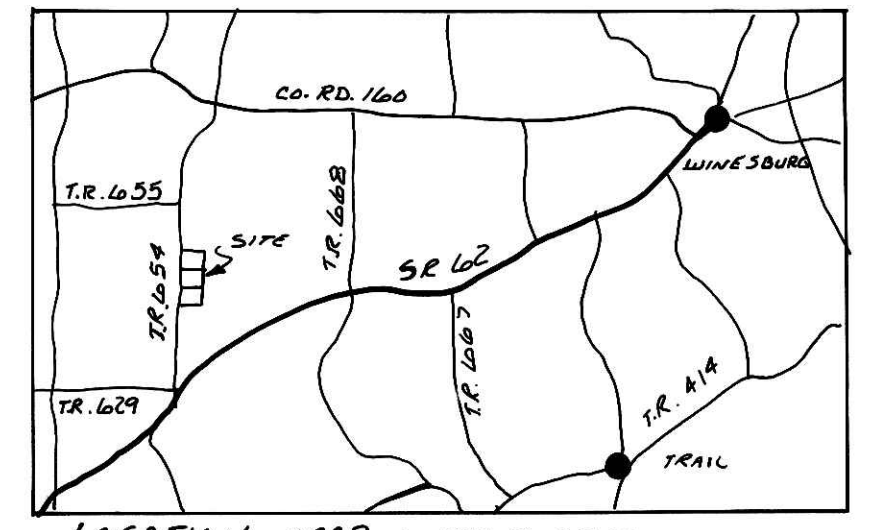 CO. RD. 160
WINESBURG
T.R. 655
T.R. 668
SITE
T.R. 654
SR 62
T.R. 667
T.R. 414
T.R. 629
TRAIL